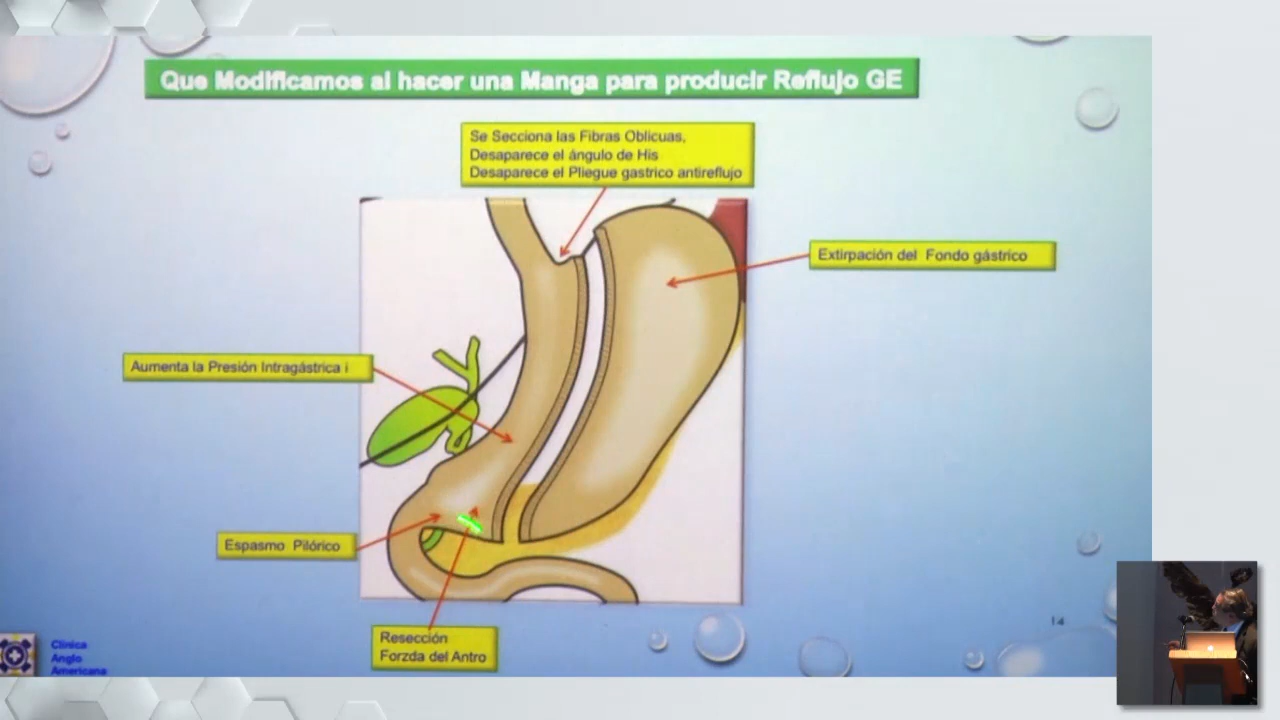 Que Modificamos al hacer una Manga para producir Reflujo GE
Se Secciona las Fibras Oblicuas,
Desaparece el ángulo de His
Desaparece el Pliegue gastrico antireflujo
Extirpación del Fondo gástrico
Aumenta la Presión Intragástrica i
Espasmo Pilórico
Resección
Forzda del Antro
14
Clinica
Anglo
Americana